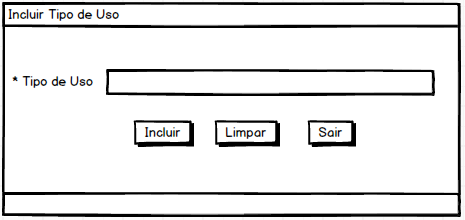 Incluir Tipo de Uso
* Tipo de Uso
Incluir Limpar Sair